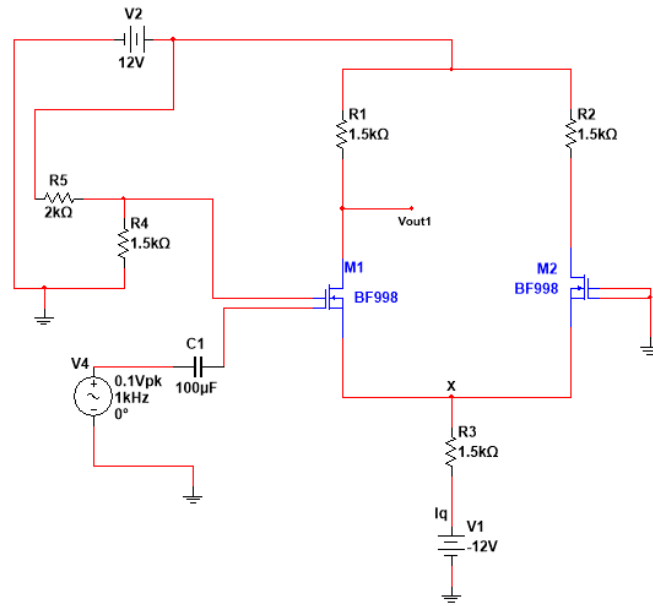 V2
12V
R1
1.5kΩ
R2
1.5kΩ
R5
2kΩ
R4
1.5kΩ
Vout1
M1
BF998
M2
BF998
C1
100µF
V4
0.1Vpk
1kHz
0°
X
R3
1.5kΩ
Iq
V1
-12V